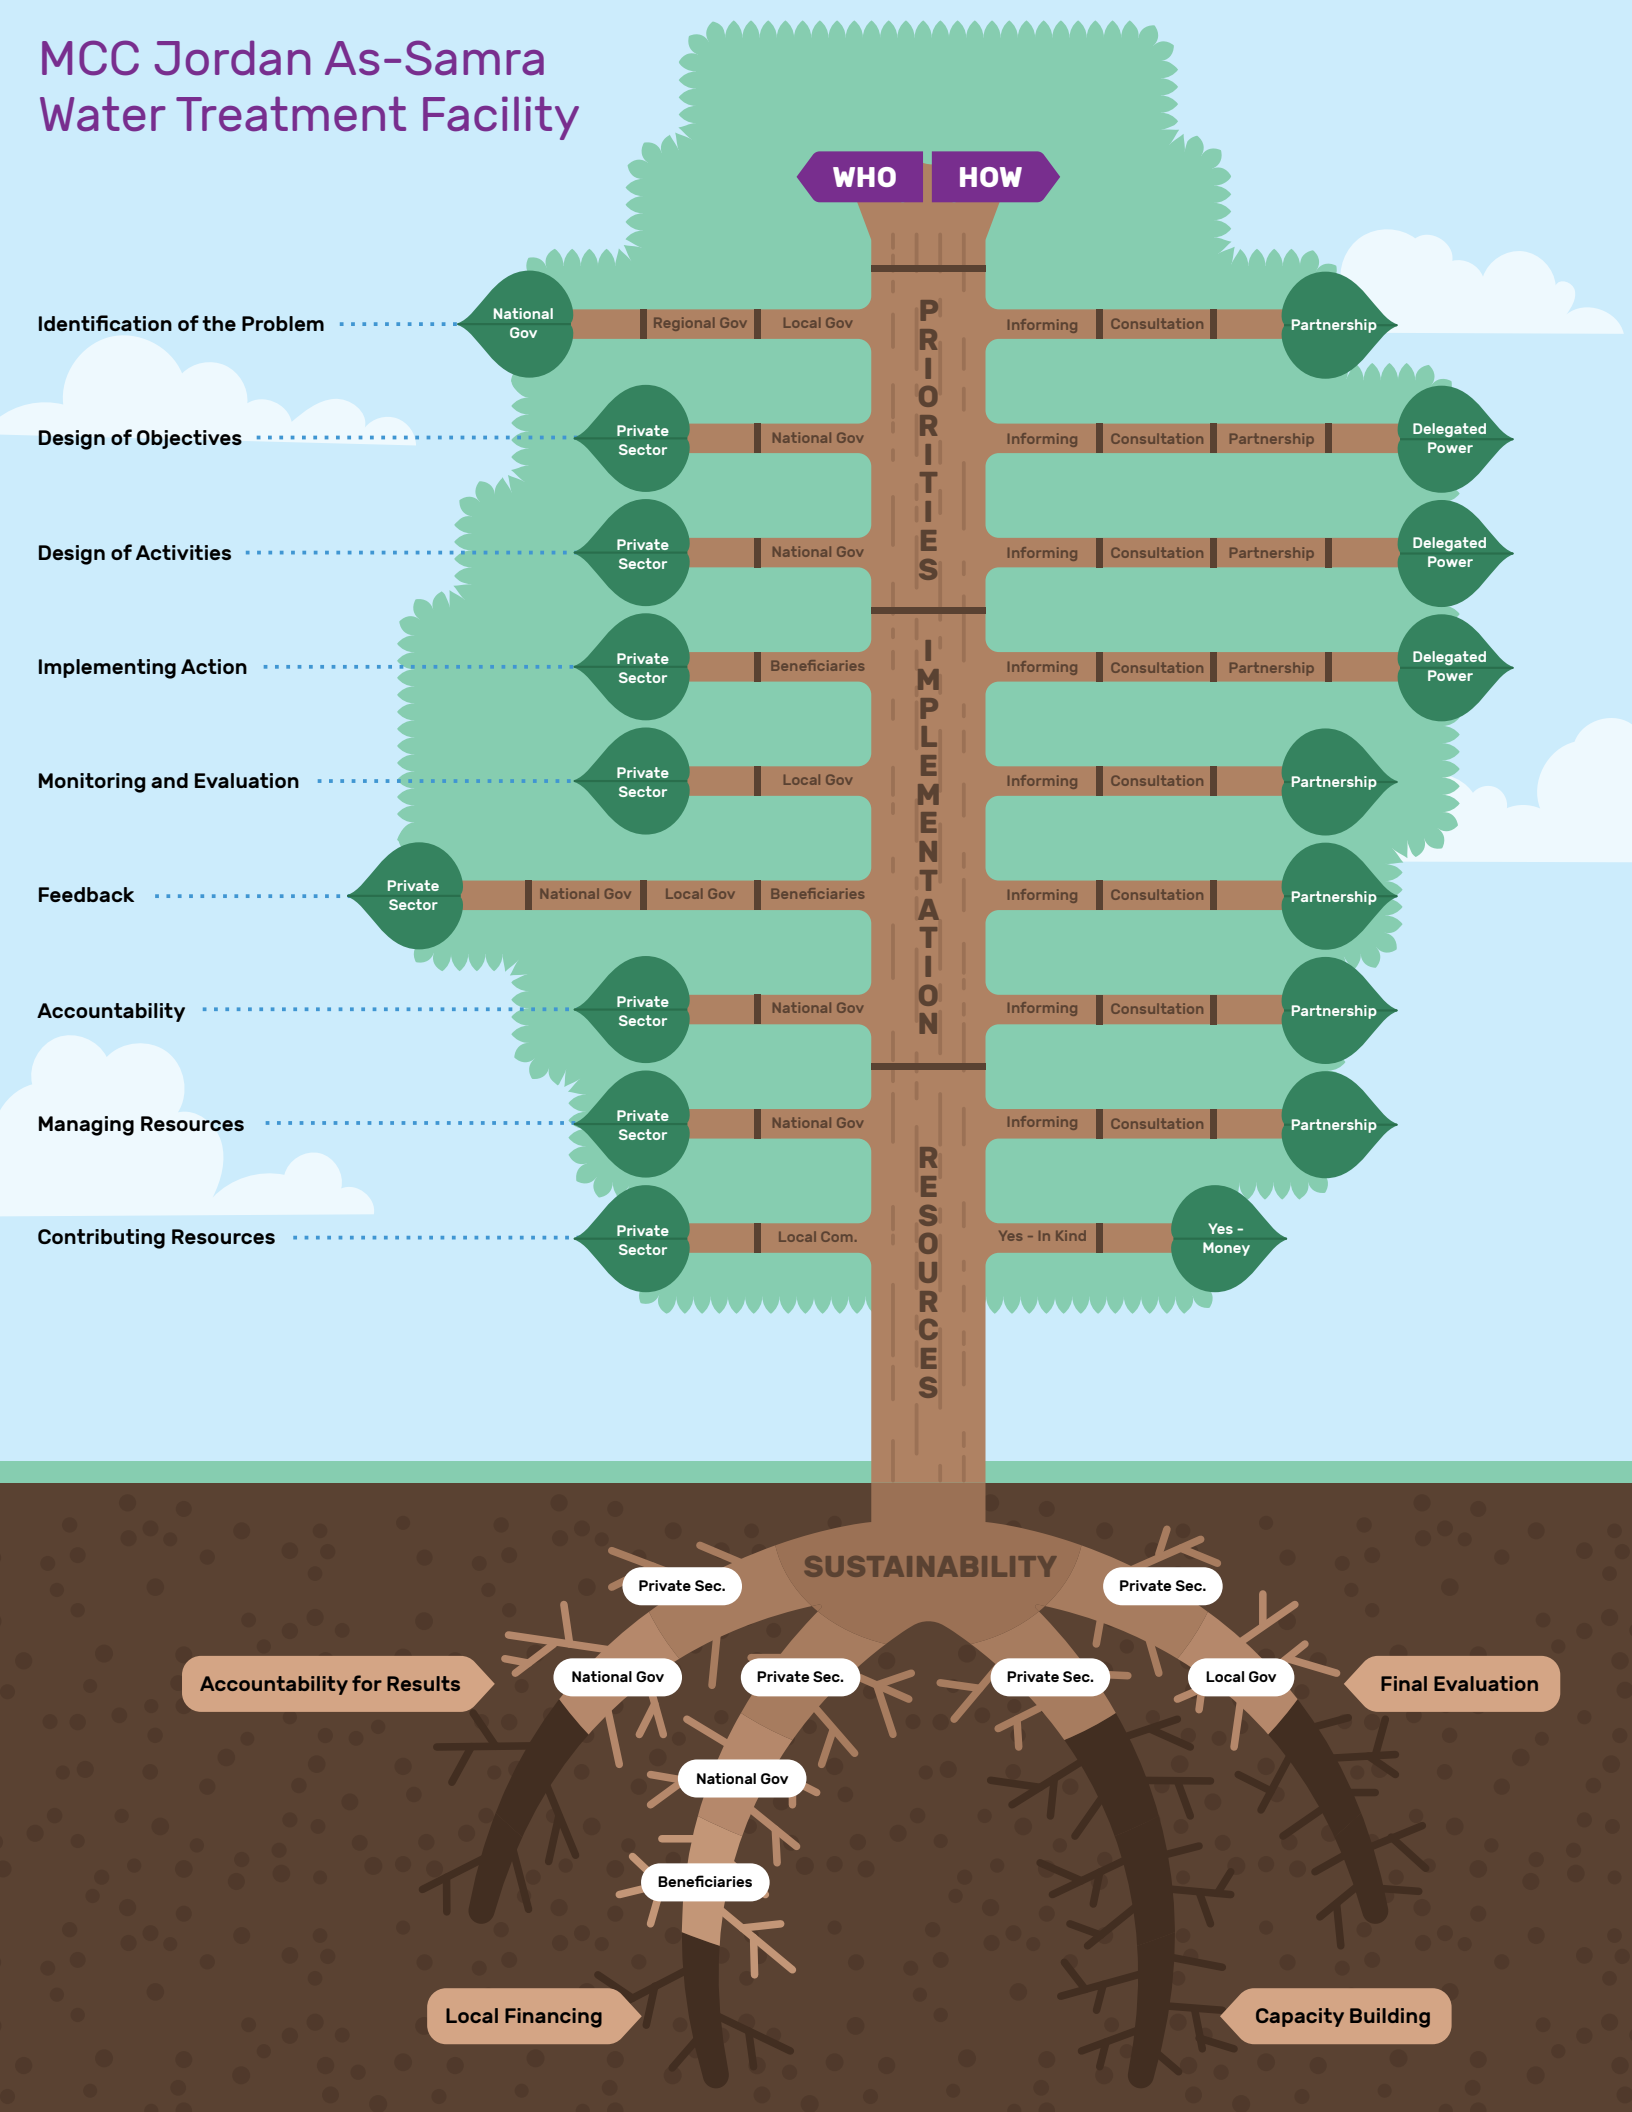 MCC Jordan As-Samra
Water Treatment Facility
WHO HOW
PRIORITIES
Identification of the Problem National Gov Regional Gov Local Gov Informing Consultation Partnership
Design of Objectives Private Sector National Gov Informing Consultation Partnership Delegated Power
Design of Activities Private Sector National Gov Informing Consultation Partnership Delegated Power
IMPLEMENTATION
Implementing Action Private Sector Beneficiaries Informing Consultation Partnership Delegated Power
Monitoring and Evaluation Private Sector Local Gov Informing Consultation Partnership
Feedback Private Sector National Gov Local Gov Beneficiaries Informing Consultation Partnership
Accountability Private Sector National Gov Informing Consultation Partnership
RESOURCES
Managing Resources Private Sector National Gov Informing Consultation Partnership
Contributing Resources Private Sector Local Com. Yes - In Kind Yes - Money
SUSTAINABILITY
Private Sec. Private Sec.
National Gov Private Sec. Private Sec. Local Gov
Accountability for Results Final Evaluation
National Gov
Beneficiaries
Local Financing Capacity Building